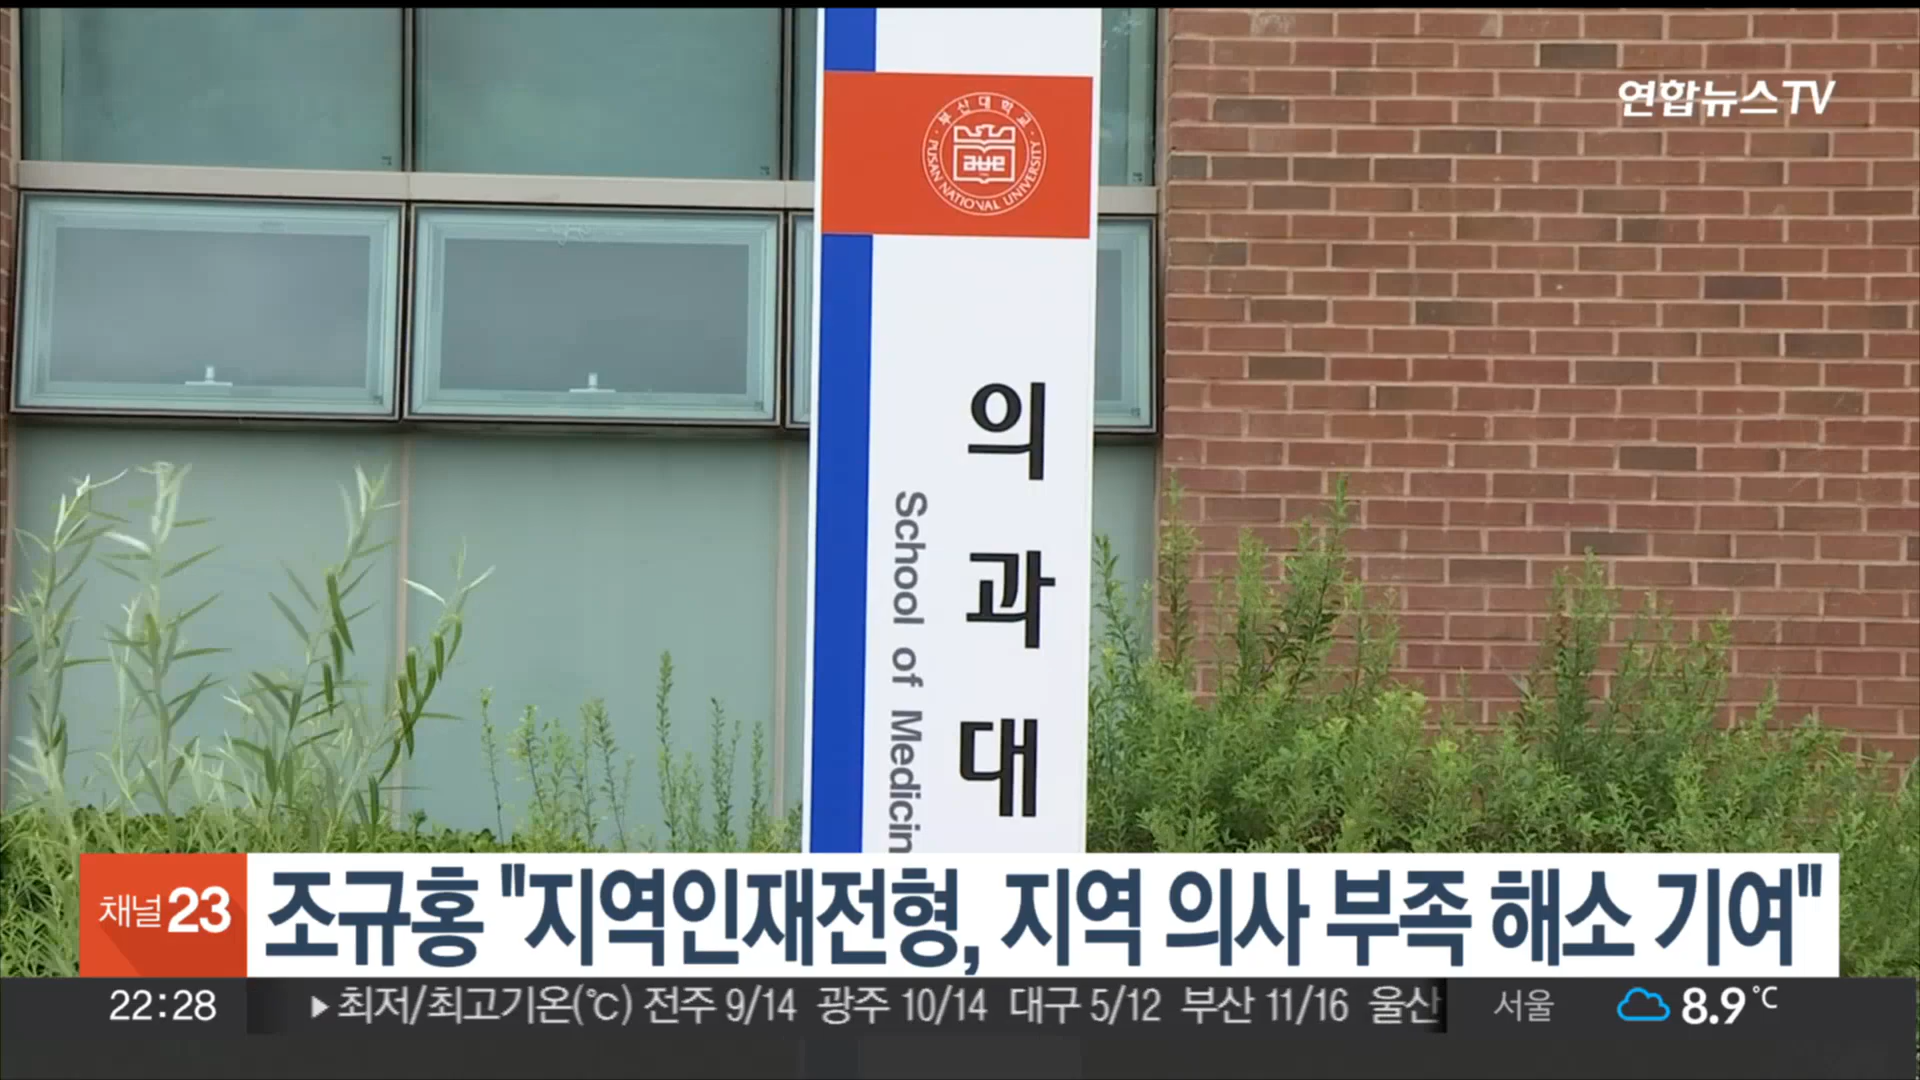 연합뉴스TV
부산대학교
PUSAN NATIONAL UNIVERSITY
의과대
School of Medicin
채널 23
조규홍 "지역인재전형, 지역 의사 부족 해소 기여"
22:28
▶최저/최고기온(℃) 전주 9/14 광주 10/14 대구 5/12 부산 11/16 울산
서울
8.9℃